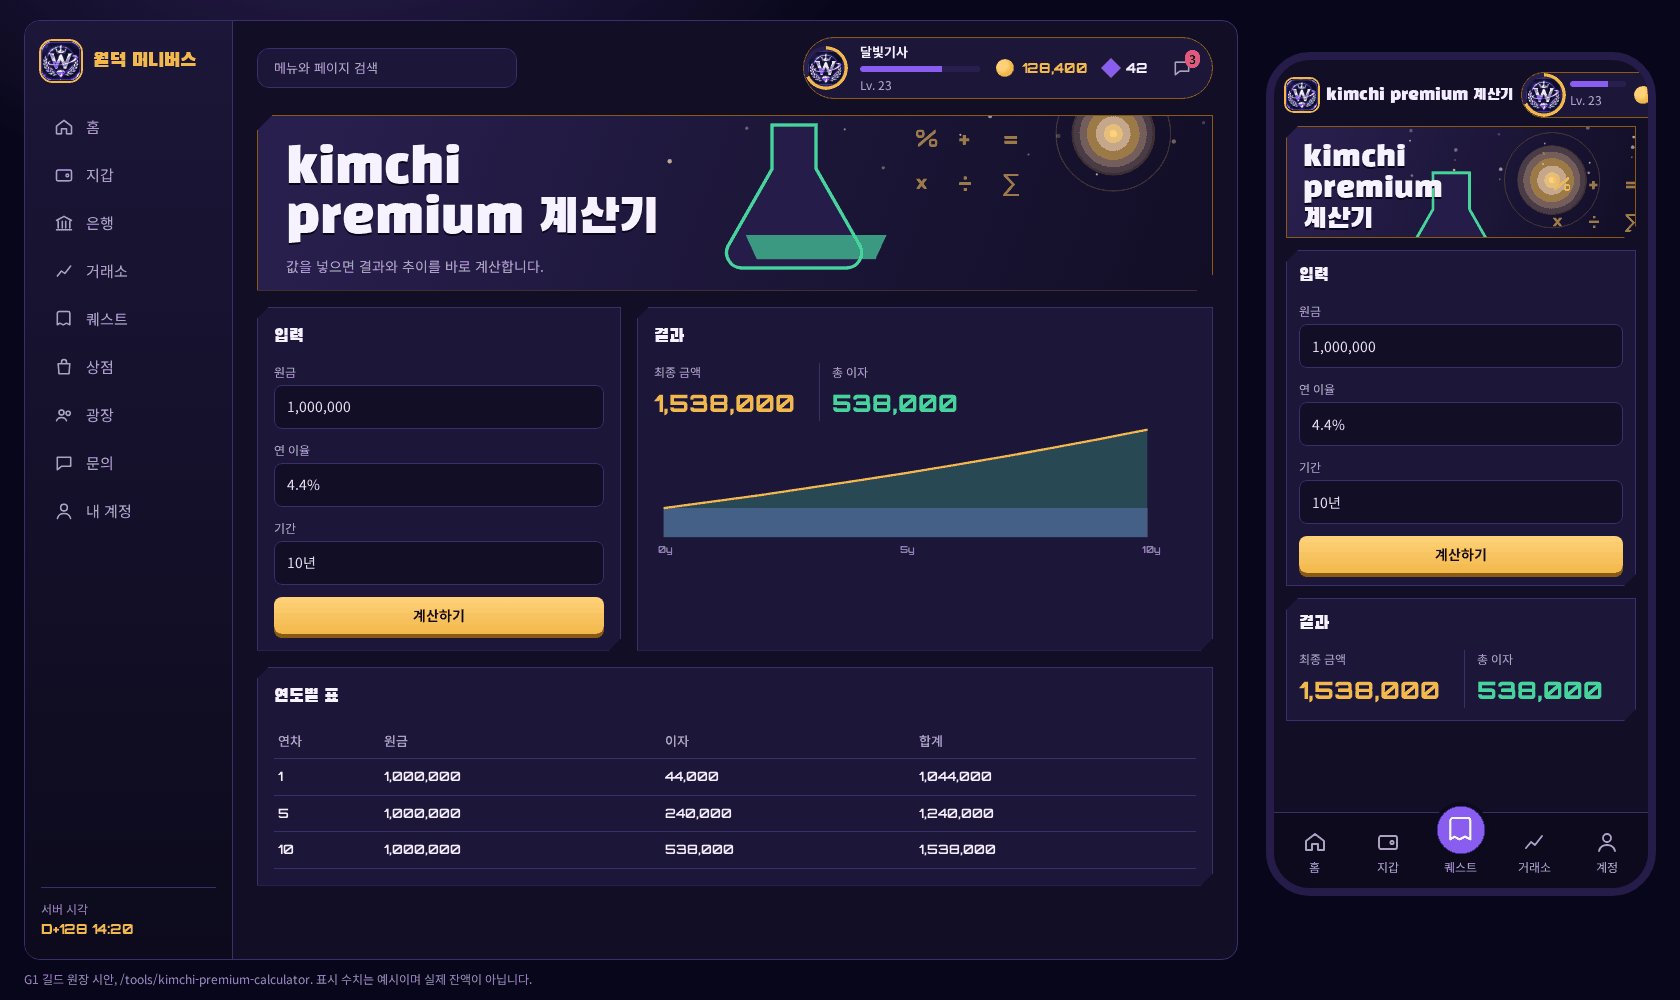 원덕 머니버스
홈
지갑
은행
거래소
퀘스트
상점
광장
문의
내 계정
서버 시각
D+128 14:20
메뉴와 페이지 검색
달빛기사
Lv. 23
128,400
42
3
kimchi
premium 계산기
값을 넣으면 결과와 추이를 바로 계산합니다.
% + =
x ÷ ∑
입력
원금
1,000,000
연 이율
4.4%
기간
10년
계산하기
결과
최종 금액
1,538,000
총 이자
538,000
0y 5y 10y
연도별 표
연차 원금 이자 합계
1 1,000,000 44,000 1,044,000
5 1,000,000 240,000 1,240,000
10 1,000,000 538,000 1,538,000
G1 길드 원장 시안, /tools/kimchi-premium-calculator. 표시 수치는 예시이며 실제 잔액이 아닙니다.
kimchi premium 계산기
Lv. 23
kimchi
premium
계산기
% + =
x ÷ ∑
입력
원금
1,000,000
연 이율
4.4%
기간
10년
계산하기
결과
최종 금액
1,538,000
총 이자
538,000
홈
지갑
퀘스트
거래소
계정